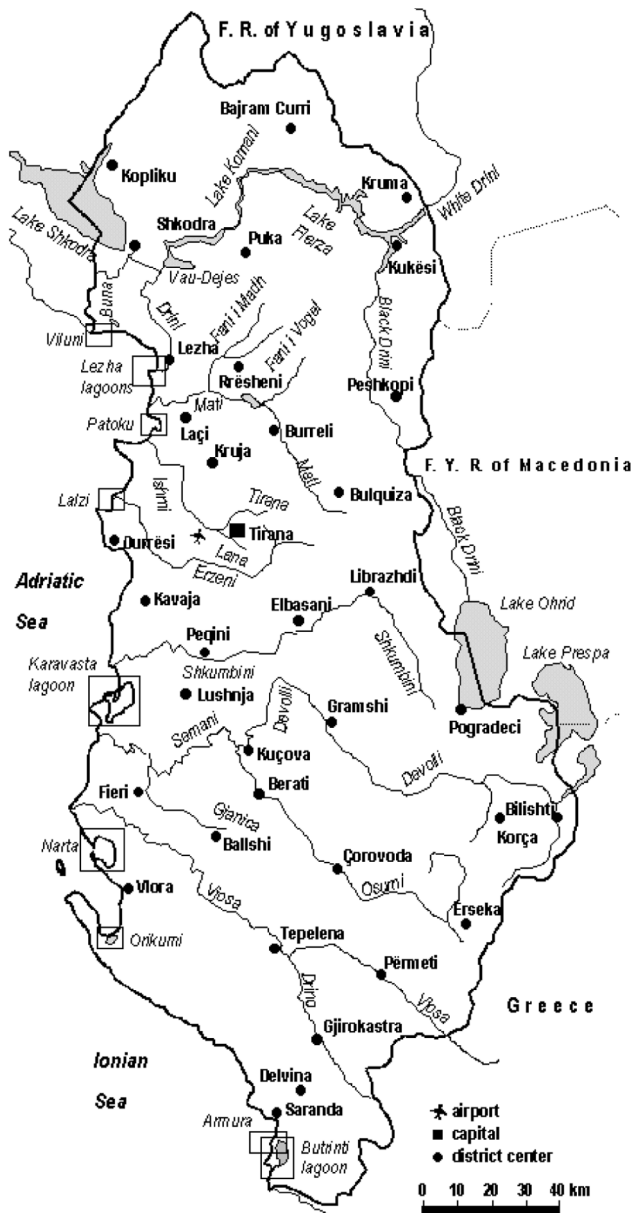 F. R. of Yugoslavia
Bajram Curri
Kopliku
Lake Komani
Kruma
White Drini
Lake Shkodra
Shkodra
Lake
Fierza
Puka
Kukësi
Vau-Dejes
Buna
Drini
Fani i Madh
Fani i Vogel
Black Drini
Viluni
Lezha
Lezha
lagoons
Rrësheni
Peshkopi
Mati
Patoku
Laçi
Burreli
Kruja
F. Y. R. of Macedonia
Mati
Ishmi
Lalzi
Tirana
Bulquiza
Durrësi
Lana
Tirana
Black Drini
Erzeni
Adriatic
Sea
Librazhdi
Kavaja
Elbasani
Lake Ohrid
Peqini
Lake Prespa
Karavasta
lagoon
Shkumbini
Shkumbini
Lushnja
Gramshi
Devolli
Pogradeci
Semani
Kuçova
Devolli
Fieri
Berati
Bilishti
Gjanica
Korça
Narta
Ballshi
Çorovoda
Vlora
Osumi
Vjosa
Erseka
Orikumi
Tepelena
Përmeti
Drino
Vjosa
Greece
Gjirokastra
Ionian
Sea
Delvina
Saranda
Armura
Butrinti
lagoon
airport
capital
district center
0 10 20 30 40 km